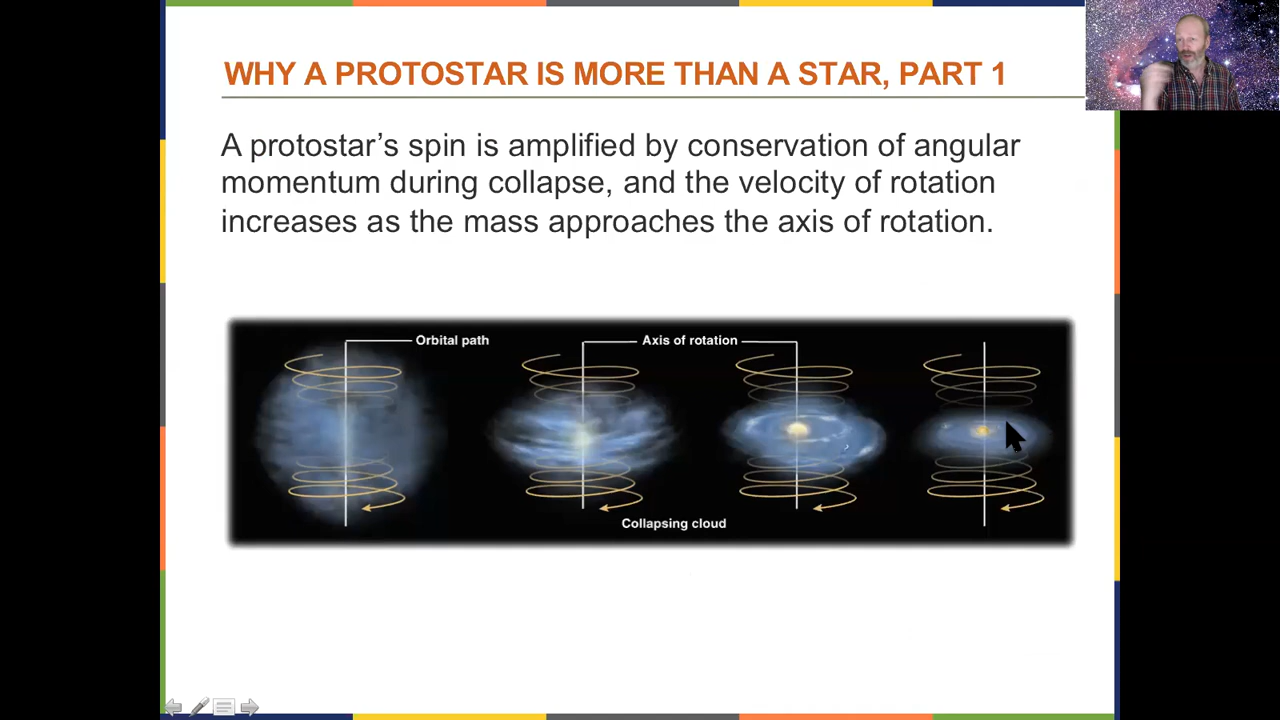 WHY A PROTOSTAR IS MORE THAN A STAR, PART 1
A protostar’s spin is amplified by conservation of angular
momentum during collapse, and the velocity of rotation
increases as the mass approaches the axis of rotation.
Orbital path
Axis of rotation
Collapsing cloud